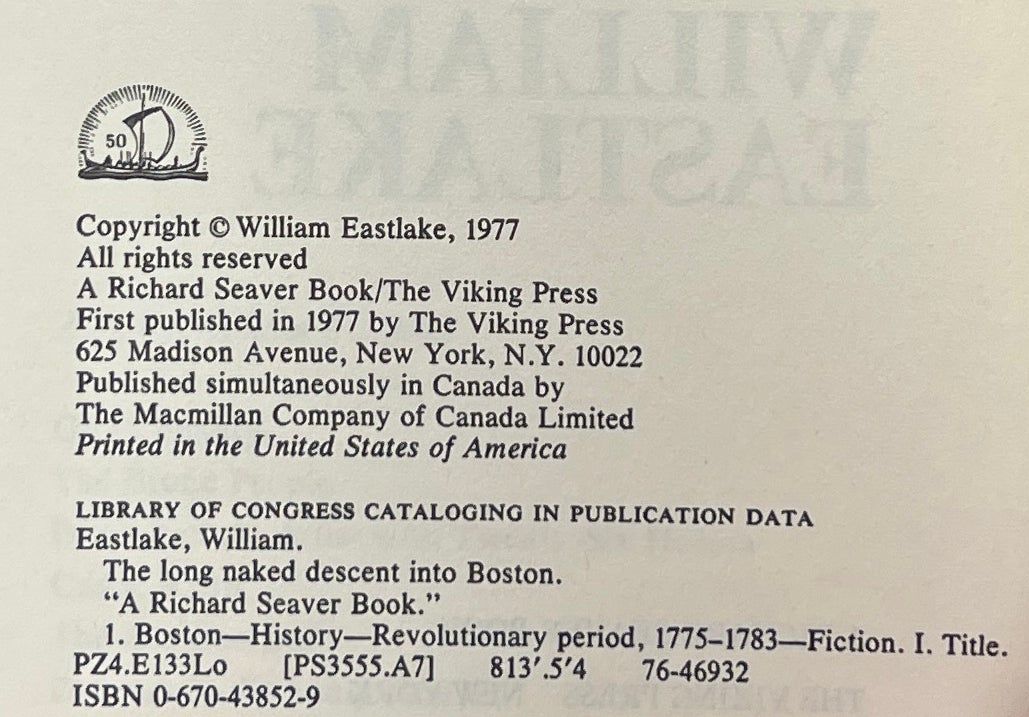 WILLIAM
EASTLAKE
50
Copyright © William Eastlake, 1977
All rights reserved
A Richard Seaver Book/The Viking Press
First published in 1977 by The Viking Press
625 Madison Avenue, New York, N.Y. 10022
Published simultaneously in Canada by
The Macmillan Company of Canada Limited
Printed in the United States of America
LIBRARY OF CONGRESS CATALOGING IN PUBLICATION DATA
Eastlake, William.
The long naked descent into Boston.
“A Richard Seaver Book.”
1. Boston—History—Revolutionary period, 1775–1783—Fiction. I. Title.
PZ4.E133Lo [PS3555.A7] 813'.5'4 76-46932
ISBN 0-670-43852-9